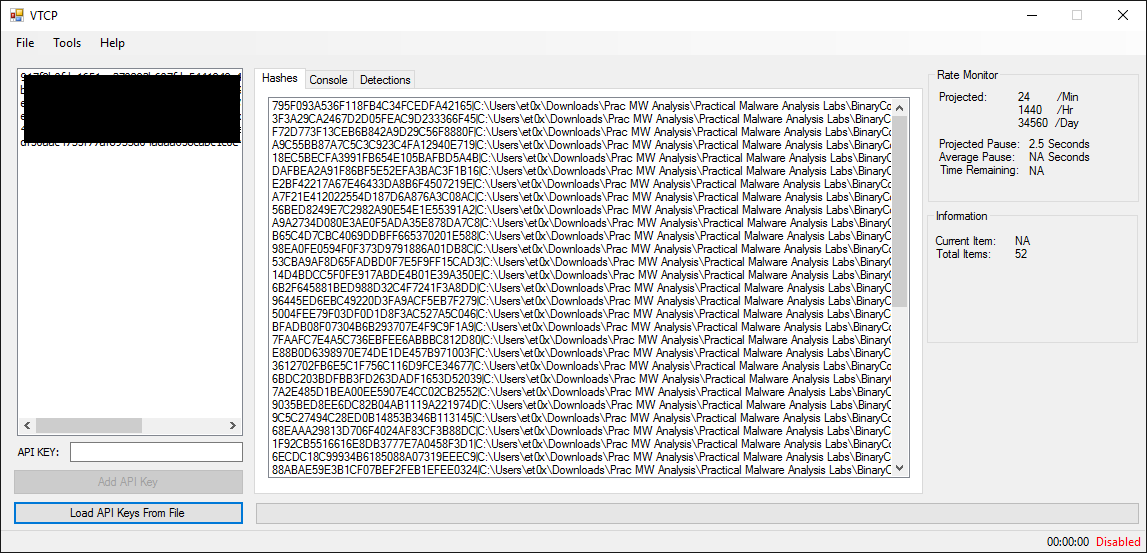 VTCP
File Tools Help
Hashes Console Detections
795F093A536F118FB4C34FCEDFA42165|C:\Users\et0x\Downloads\Prac MW Analysis\Practical Malware Analysis Labs\BinaryCo
3F3A29CA2467D2D05FEAC9D233366F45|C:\Users\et0x\Downloads\Prac MW Analysis\Practical Malware Analysis Labs\BinaryC
F72D773F13CEB6B842A9D29C56F8880F|C:\Users\et0x\Downloads\Prac MW Analysis\Practical Malware Analysis Labs\BinaryC
A9C55BB87A7C5C3C923C4FA12940E719|C:\Users\et0x\Downloads\Prac MW Analysis\Practical Malware Analysis Labs\BinaryC
18EC5BECFA3991FB654E105BAFBD5A4B|C:\Users\et0x\Downloads\Prac MW Analysis\Practical Malware Analysis Labs\BinaryC
DAFBEA2A91F86BF5E52EFA3BAC3F1B16|C:\Users\et0x\Downloads\Prac MW Analysis\Practical Malware Analysis Labs\BinaryC
E2BF42217A67E46433DA8B6F4507219E|C:\Users\et0x\Downloads\Prac MW Analysis\Practical Malware Analysis Labs\BinaryCo
A7F21E412022554D187D6A876A3C08AC|C:\Users\et0x\Downloads\Prac MW Analysis\Practical Malware Analysis Labs\BinaryC
56BED8249E7C2982A90E54E1E55391A2|C:\Users\et0x\Downloads\Prac MW Analysis\Practical Malware Analysis Labs\BinaryCo
A9A2734D080E3AE0F5ADA35E878DA7C8|C:\Users\et0x\Downloads\Prac MW Analysis\Practical Malware Analysis Labs\BinaryC
B65C4D7CBC4069DDBFF665370201E588|C:\Users\et0x\Downloads\Prac MW Analysis\Practical Malware Analysis Labs\BinaryC
98EA0FE0594F0F373D9791886A01DB8C|C:\Users\et0x\Downloads\Prac MW Analysis\Practical Malware Analysis Labs\BinaryCo
53CBA9AF8D65FADBD0F7E5F9FF15CAD3|C:\Users\et0x\Downloads\Prac MW Analysis\Practical Malware Analysis Labs\BinaryC
14D4BDCC5F0FE917ABDE4B01E39A350E|C:\Users\et0x\Downloads\Prac MW Analysis\Practical Malware Analysis Labs\BinaryC
6B2F645881BED988D32C4F7241F3A8DD|C:\Users\et0x\Downloads\Prac MW Analysis\Practical Malware Analysis Labs\BinaryC
96445ED6EBC49220D3FA9ACF5EB7F279|C:\Users\et0x\Downloads\Prac MW Analysis\Practical Malware Analysis Labs\BinaryC
5004FEE79F03DF0D1D8F3AC527A5C046|C:\Users\et0x\Downloads\Prac MW Analysis\Practical Malware Analysis Labs\BinaryC
BFADB08F07304B6B293707E4F9C9F1A9|C:\Users\et0x\Downloads\Prac MW Analysis\Practical Malware Analysis Labs\BinaryC
7FAAFC7E4A5C736EBFEE6ABBBC812D80|C:\Users\et0x\Downloads\Prac MW Analysis\Practical Malware Analysis Labs\BinaryC
E88B0D6398970E74DE1DE457B971003F|C:\Users\et0x\Downloads\Prac MW Analysis\Practical Malware Analysis Labs\BinaryC
3612702FB6E5C1F756C116D9FCE34677|C:\Users\et0x\Downloads\Prac MW Analysis\Practical Malware Analysis Labs\BinaryCo
6BDC203BDFBB3FD263DADF1653D52039|C:\Users\et0x\Downloads\Prac MW Analysis\Practical Malware Analysis Labs\BinaryC
7A2E485D1BEA00EE5907E4CC02CB2552|C:\Users\et0x\Downloads\Prac MW Analysis\Practical Malware Analysis Labs\BinaryC
9035BED8EE6DC82B04AB1119A221974D|C:\Users\et0x\Downloads\Prac MW Analysis\Practical Malware Analysis Labs\BinaryC
9C5C27494C28ED0B14853B346B113145|C:\Users\et0x\Downloads\Prac MW Analysis\Practical Malware Analysis Labs\BinaryCo
68EAAA29813D706F4024AF83CF3B88DC|C:\Users\et0x\Downloads\Prac MW Analysis\Practical Malware Analysis Labs\BinaryC
1F92CB5516616E8DB3777E7A0458F3D1|C:\Users\et0x\Downloads\Prac MW Analysis\Practical Malware Analysis Labs\BinaryCo
6ECDC18C99934B6185088A07319EEEC9|C:\Users\et0x\Downloads\Prac MW Analysis\Practical Malware Analysis Labs\BinaryC
88ABAE59E3B1CF07BEF2FEB1EFEE0324|C:\Users\et0x\Downloads\Prac MW Analysis\Practical Malware Analysis Labs\BinaryC
API KEY:
Add API Key
Load API Keys From File
Rate Monitor
Projected: 24 /Min
1440 /Hr
34560 /Day
Projected Pause: 2.5 Seconds
Average Pause: NA Seconds
Time Remaining: NA
Information
Current Item: NA
Total Items: 52
00:00:00 Disabled